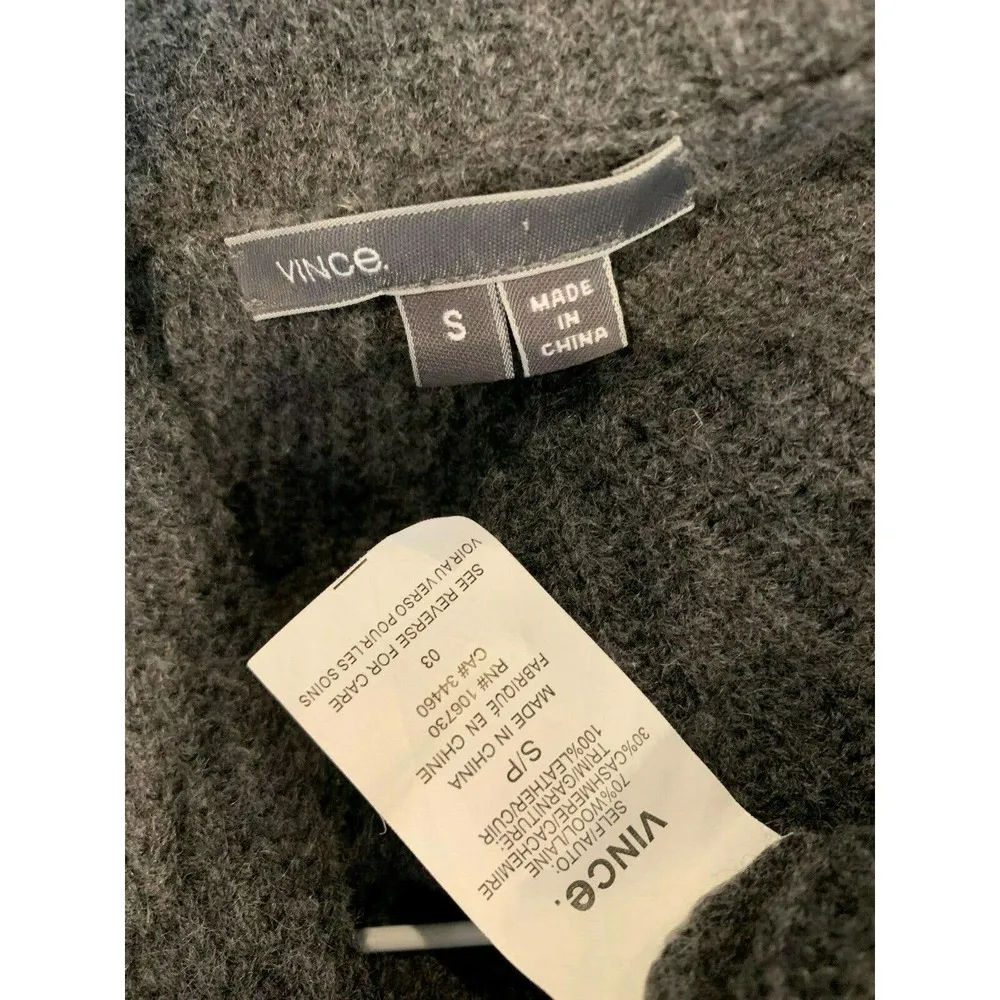 VINCe.
S
MADE
IN
CHINA
VINCe.
SELF/AUTO:
70%WOOL/LAINE
30%CASHMERE/CACHEMIRE
TRIM/GARNITURE:
100%LEATHER/CUIR
S/P
MADE IN CHINA
FABRIQUÉ EN CHINE
RN# 106730
CA# 34460
03
SEE REVERSE FOR CARE
VOIR AU VERSO POUR LES SOINS